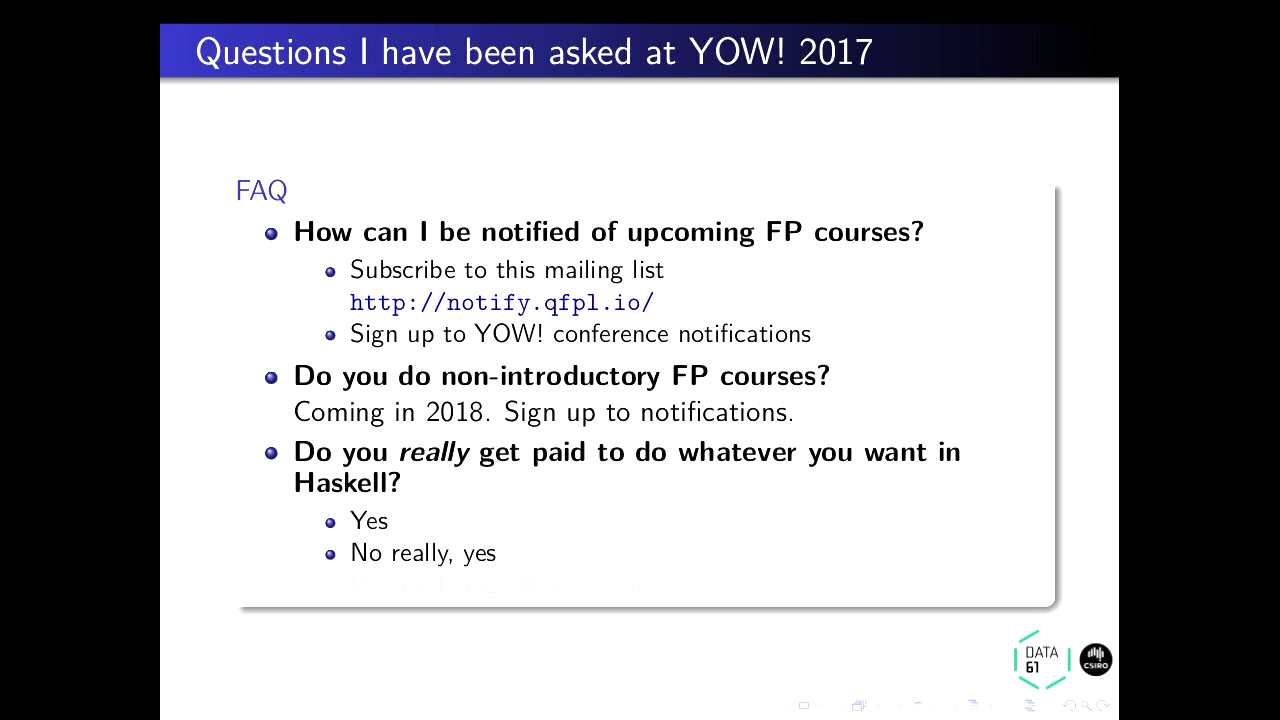 Questions I have been asked at YOW! 2017
FAQ
How can I be notified of upcoming FP courses?
Subscribe to this mailing list
http://notify.qfpl.io/
Sign up to YOW! conference notifications
Do you do non-introductory FP courses?
Coming in 2018. Sign up to notifications.
Do you really get paid to do whatever you want in
Haskell?
Yes
No really, yes
DATA
61
CSIRO